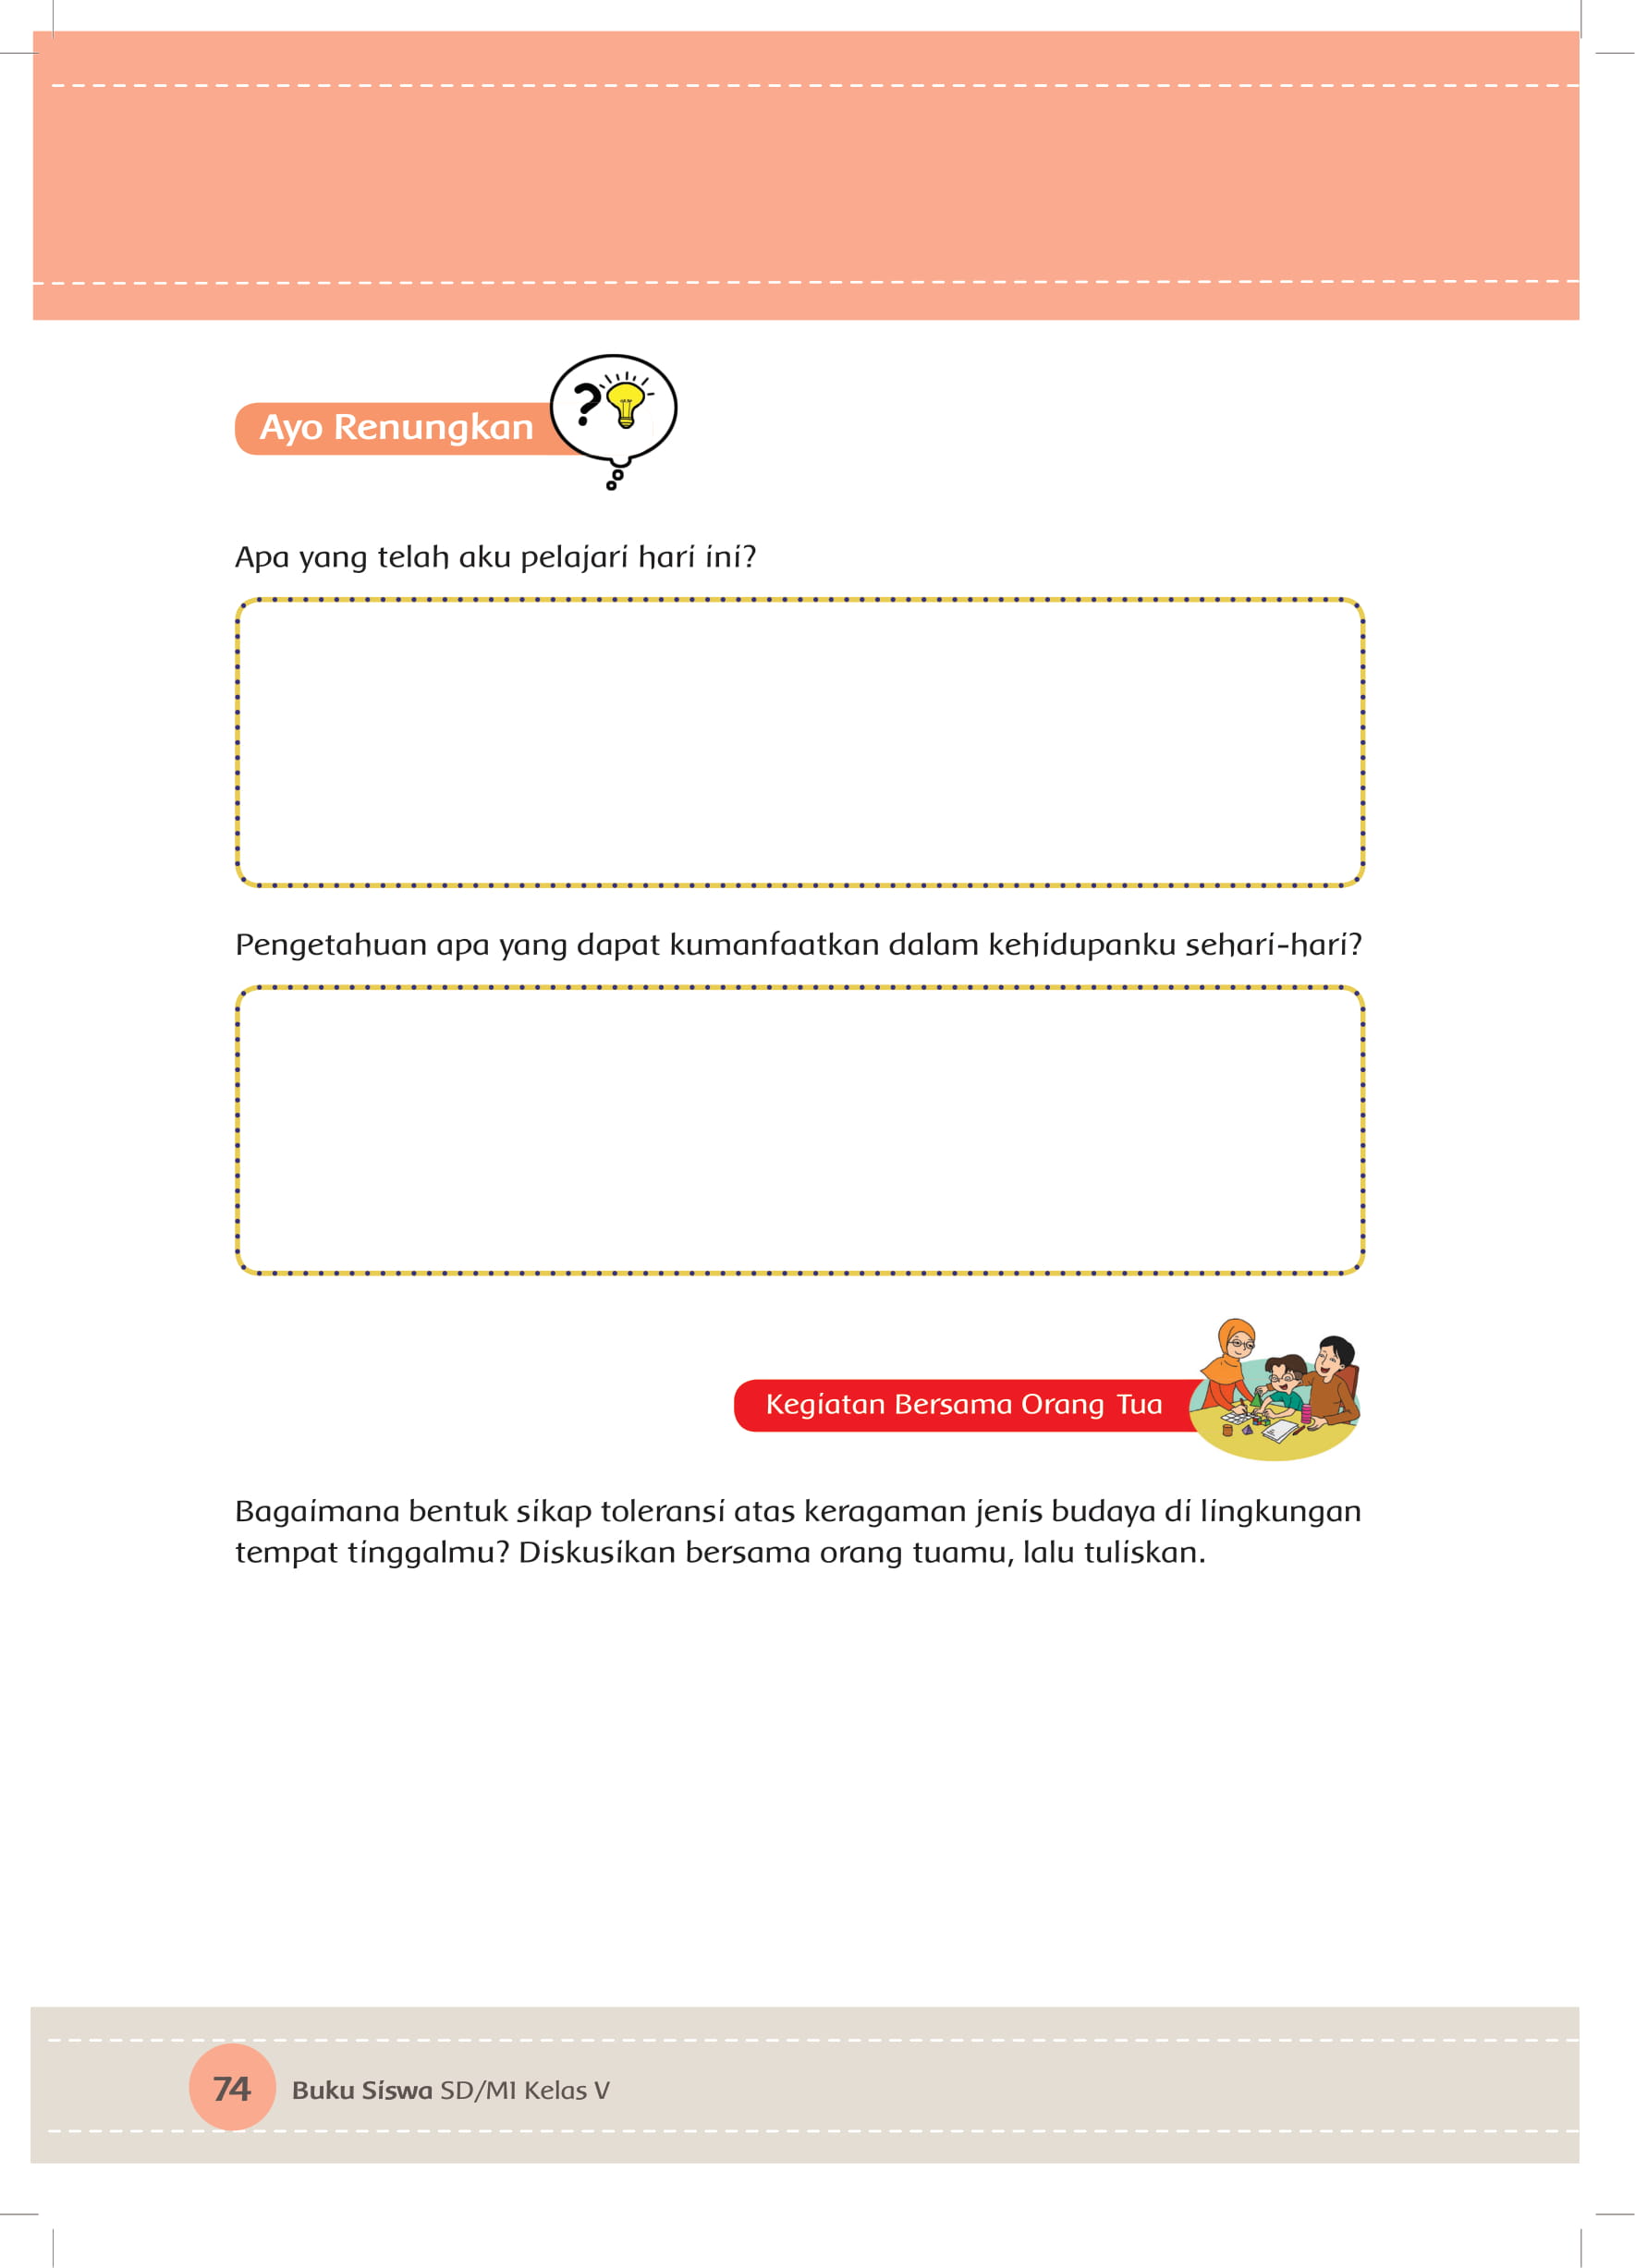 Ayo Renungkan
Apa yang telah aku pelajari hari ini?
Pengetahuan apa yang dapat kumanfaatkan dalam kehidupanku sehari-hari?
Kegiatan Bersama Orang Tua
Bagaimana bentuk sikap toleransi atas keragaman jenis budaya di lingkungan
tempat tinggalmu? Diskusikan bersama orang tuamu, lalu tuliskan.
74 Buku Siswa SD/MI Kelas V